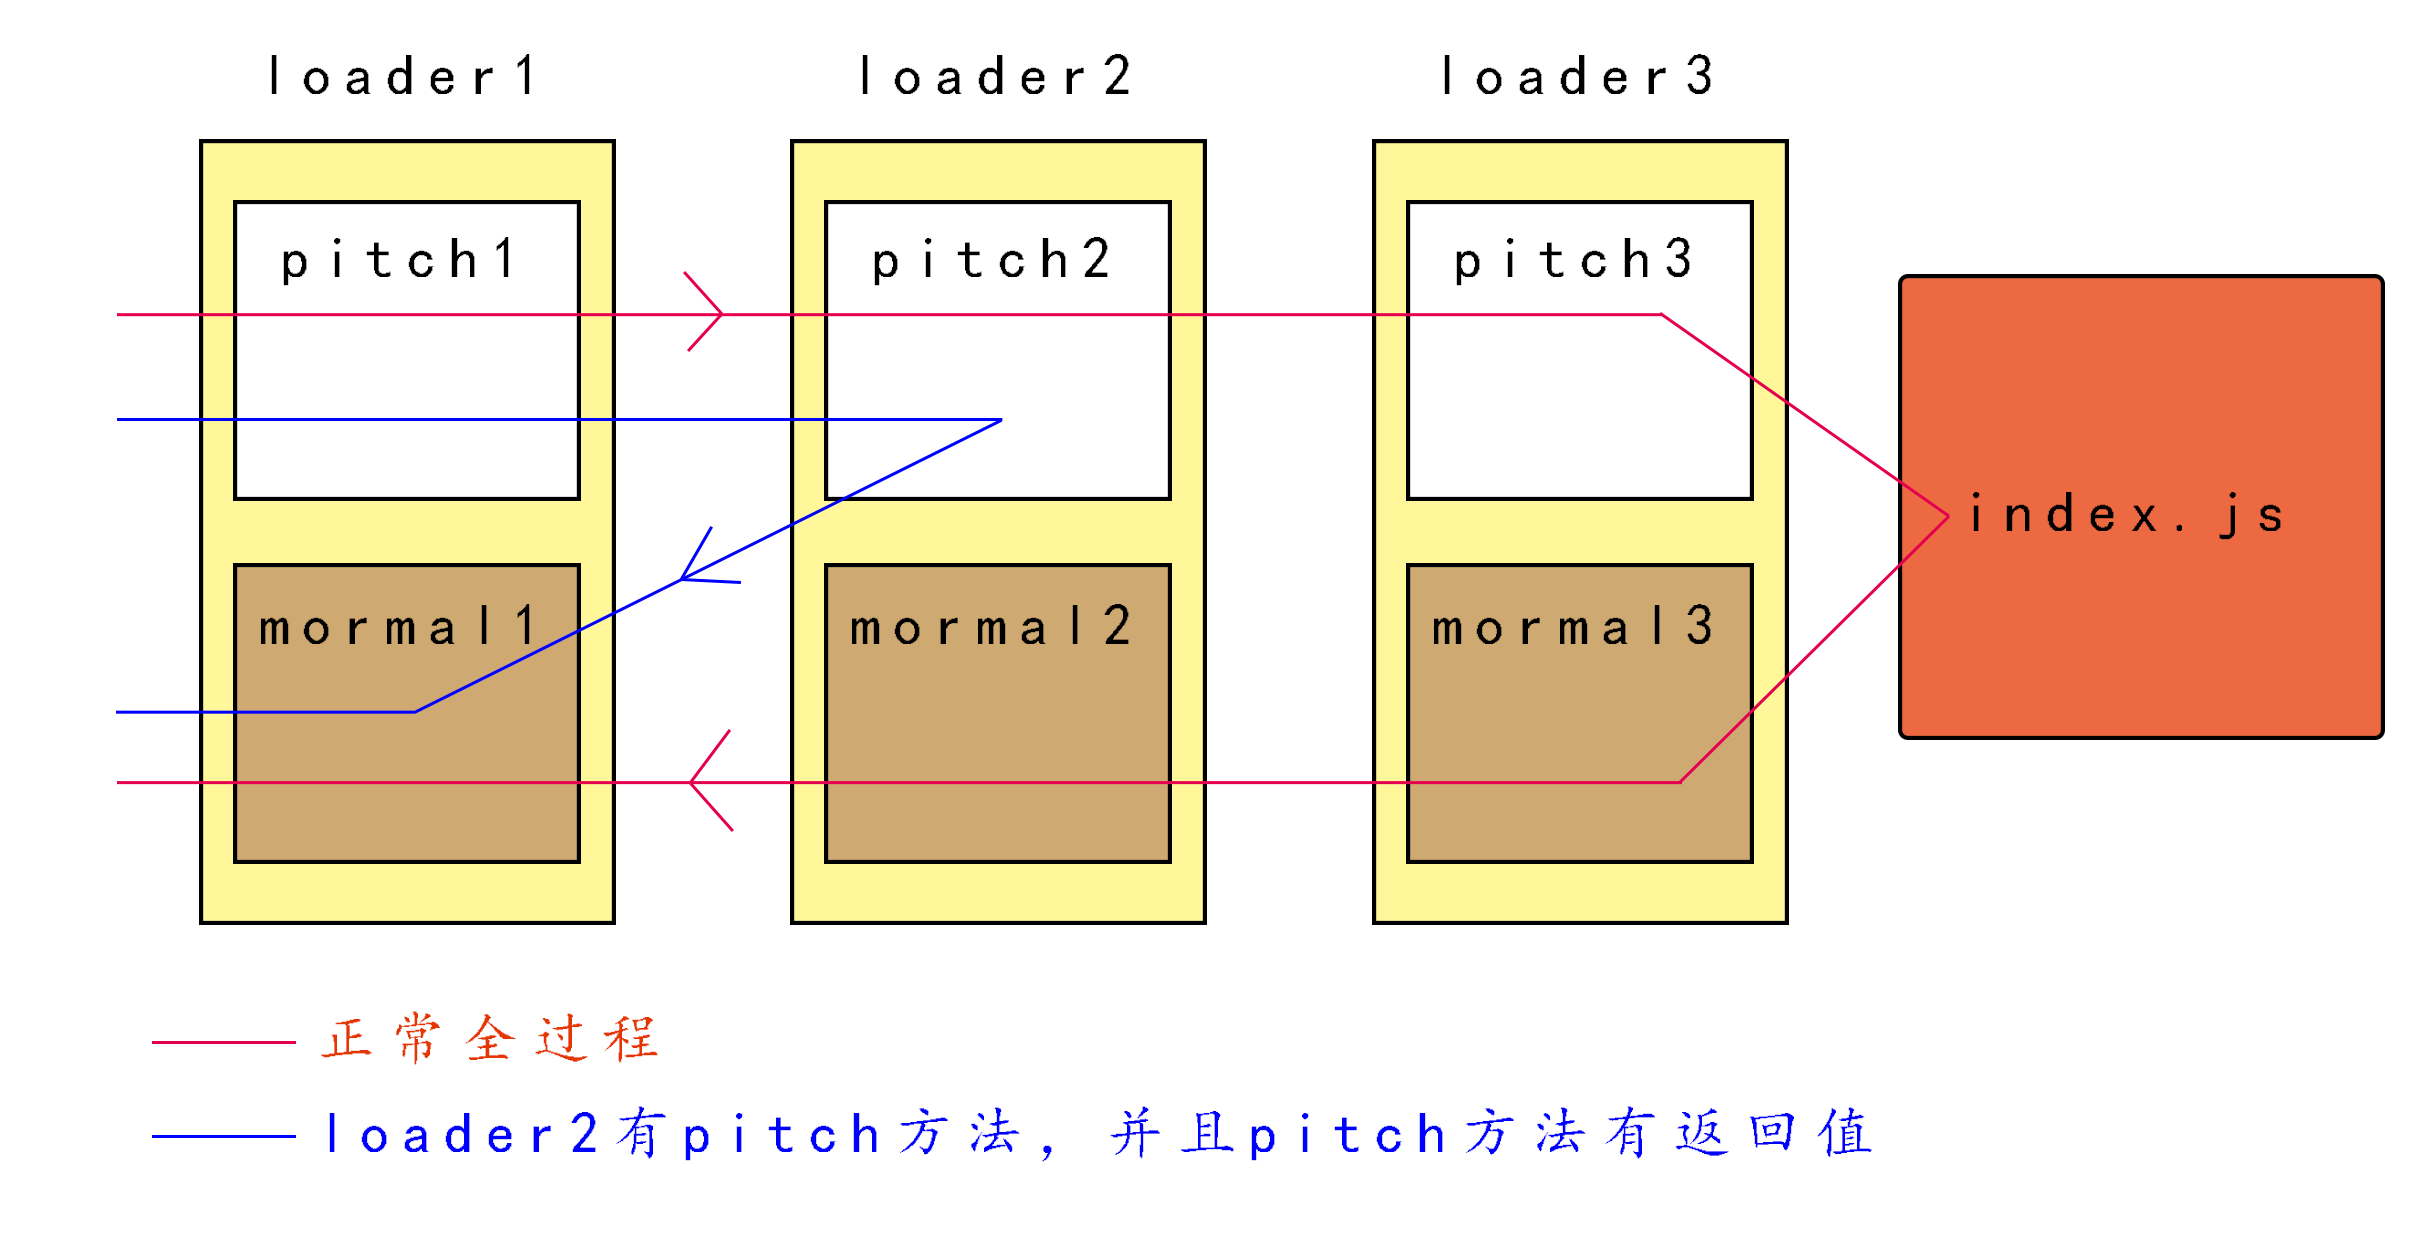 loader1 loader2 loader3
pitch1 pitch2 pitch3
index.js
mormal1 mormal2 mormal3
正常全过程
loader2有pitch方法，并且pitch方法有返回值